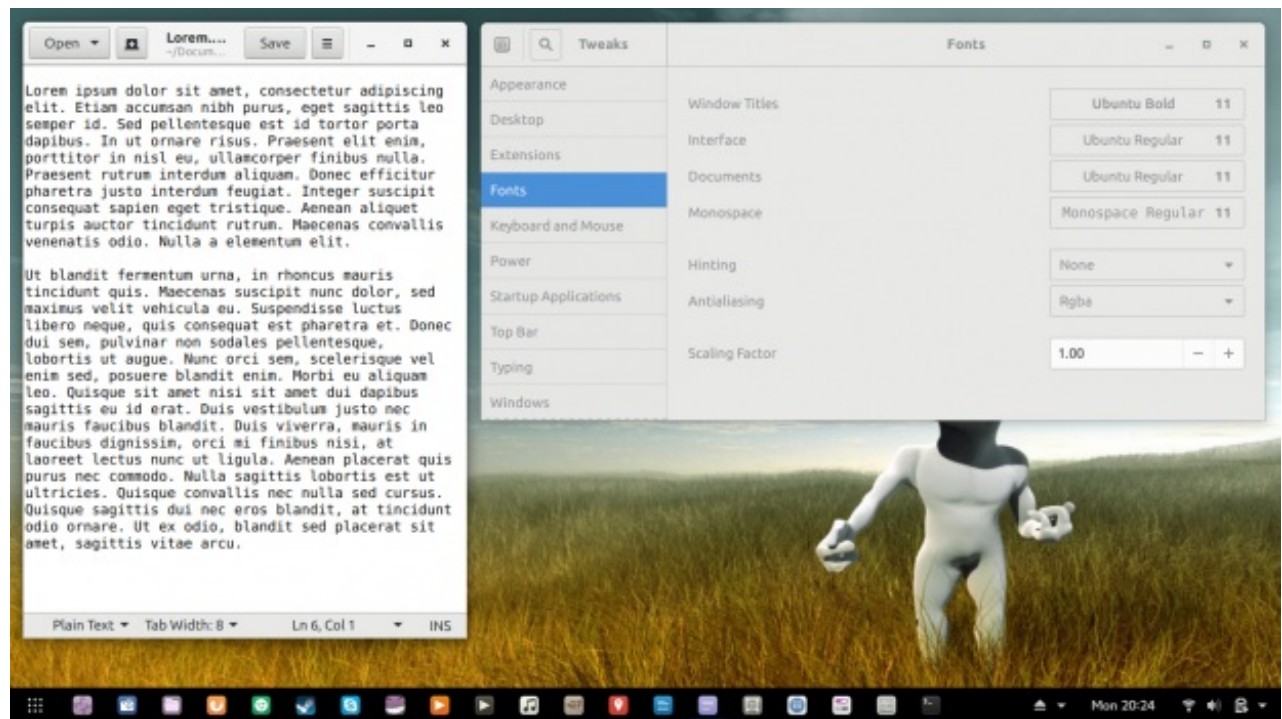 Open
Lorem....
~/Docum...
Save
Lorem ipsum dolor sit amet, consectetur adipiscing
elit. Etiam accumsan nibh purus, eget sagittis leo
semper id. Sed pellentesque est id tortor porta
dapibus. In ut ornare risus. Praesent elit enim,
porttitor in nisl eu, ullamcorper finibus nulla.
Praesent rutrum interdum aliquam. Donec efficitur
pharetra justo interdum feugiat. Integer suscipit
consequat sapien eget tristique. Aenean aliquet
turpis auctor tincidunt rutrum. Maecenas convallis
venenatis odio. Nulla a elementum elit.
Ut blandit fermentum urna, in rhoncus mauris
tincidunt quis. Maecenas suscipit nunc dolor, sed
maximus velit vehicula eu. Suspendisse luctus
libero neque, quis consequat est pharetra et. Donec
dui sem, pulvinar non sodales pellentesque,
lobortis ut augue. Nunc orci sem, scelerisque vel
enim sed, posuere blandit enim. Morbi eu aliquam
leo. Quisque sit amet nisi sit amet dui dapibus
sagittis eu id erat. Duis vestibulum justo nec
mauris faucibus blandit. Duis viverra, mauris in
faucibus dignissim, orci mi finibus nisi, at
laoreet lectus nunc ut ligula. Aenean placerat quis
purus nec commodo. Nulla sagittis lobortis est ut
ultricies. Quisque convallis nec nulla sed cursus.
Quisque sagittis dui nec eros blandit, at tincidunt
odio ornare. Ut ex odio, blandit sed placerat sit
amet, sagittis vitae arcu.
Plain Text Tab Width: 8 Ln 6, Col 1 INS
Tweaks
Fonts
Appearance
Desktop
Extensions
Fonts
Keyboard and Mouse
Power
Startup Applications
Top Bar
Typing
Windows
Window Titles Ubuntu Bold 11
Interface Ubuntu Regular 11
Documents Ubuntu Regular 11
Monospace Monospace Regular 11
Hinting None
Antialiasing Rgba
Scaling Factor 1.00 − +
Mon 20:24